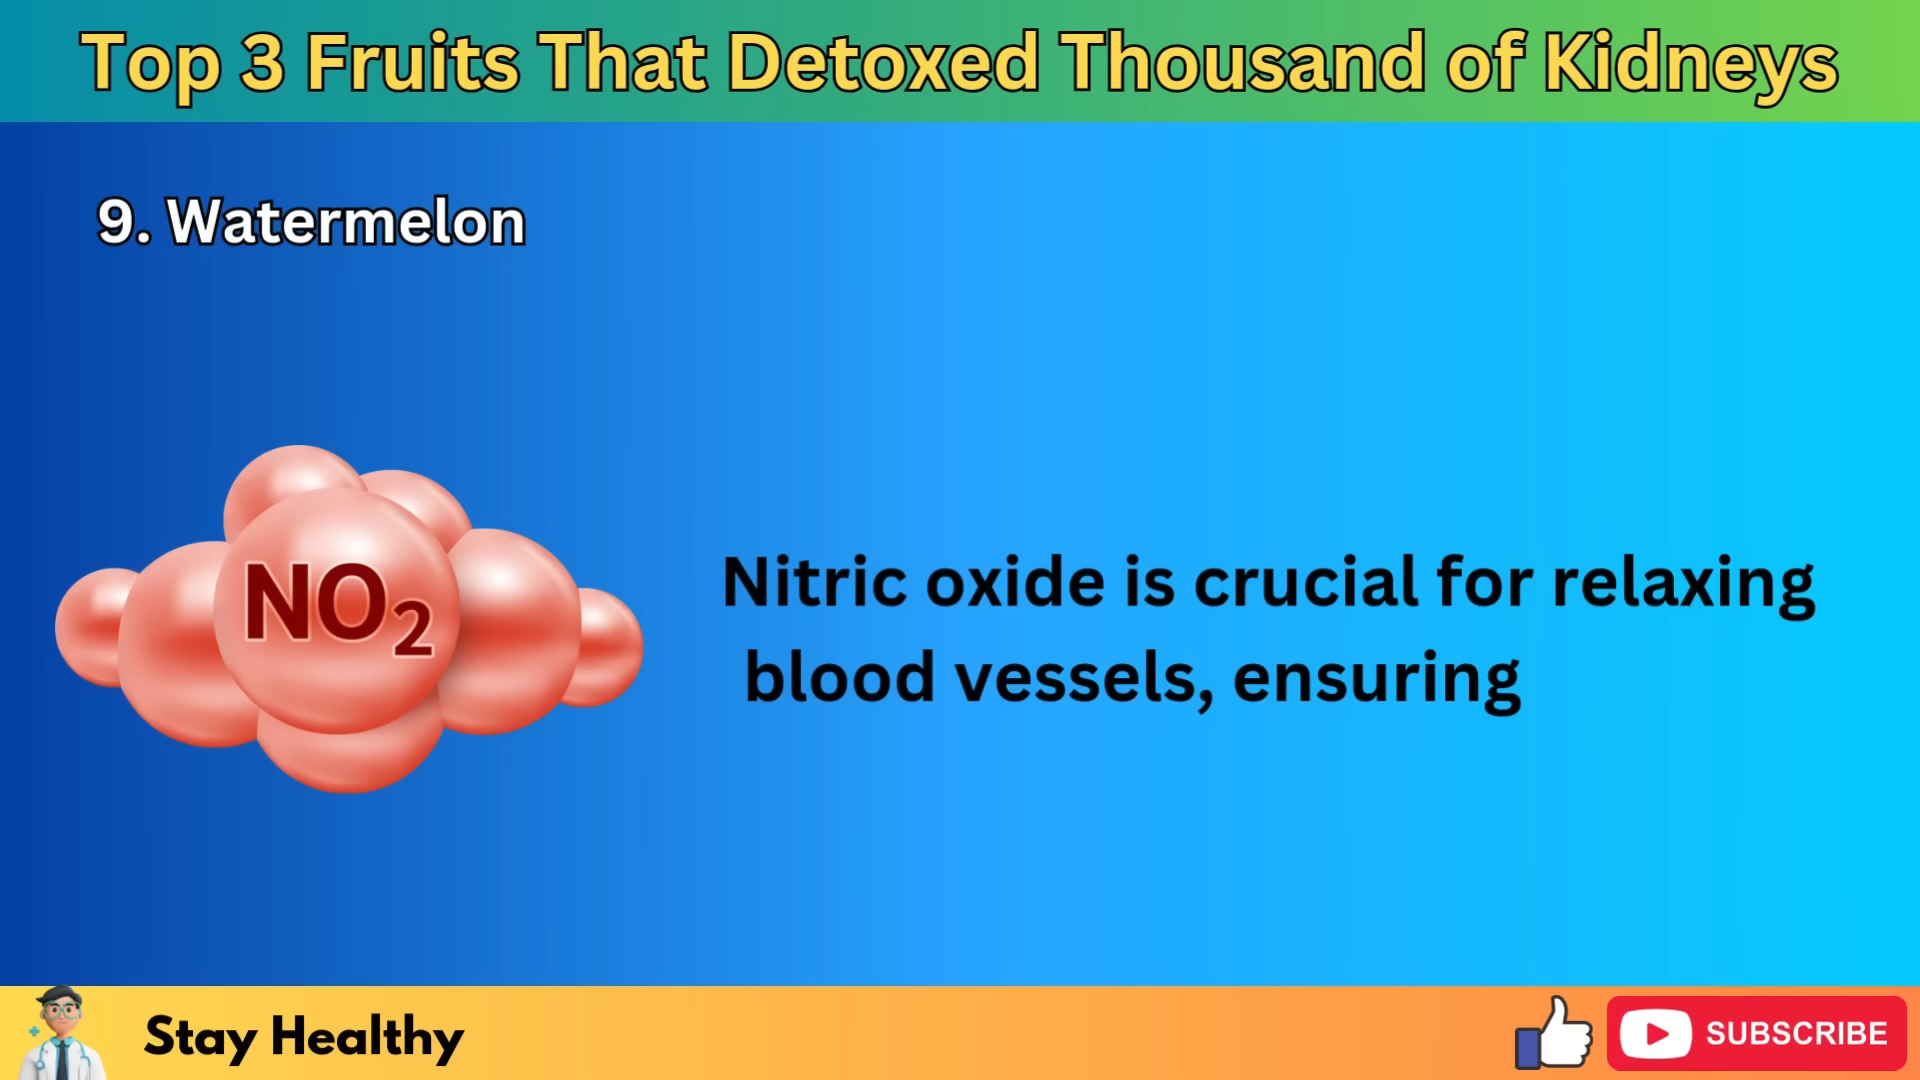 Top 3 Fruits That Detoxed Thousand of Kidneys
9. Watermelon
NO₂
Nitric oxide is crucial for relaxing
blood vessels, ensuring
Stay Healthy
SUBSCRIBE